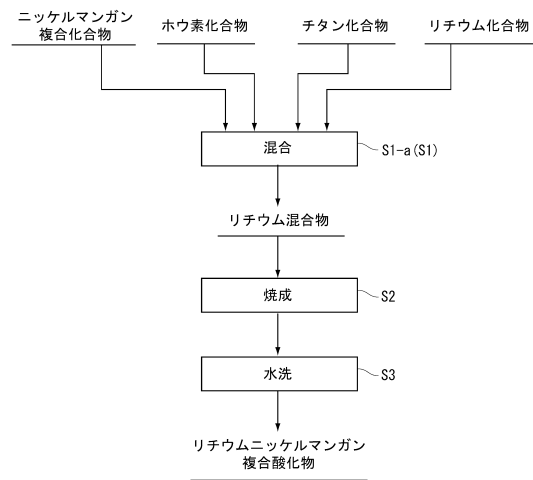 ニッケルマンガン
複合化合物
ホウ素化合物
チタン化合物
リチウム化合物
混合
S1-a(S1)
リチウム混合物
焼成
S2
水洗
S3
リチウムニッケルマンガン
複合酸化物